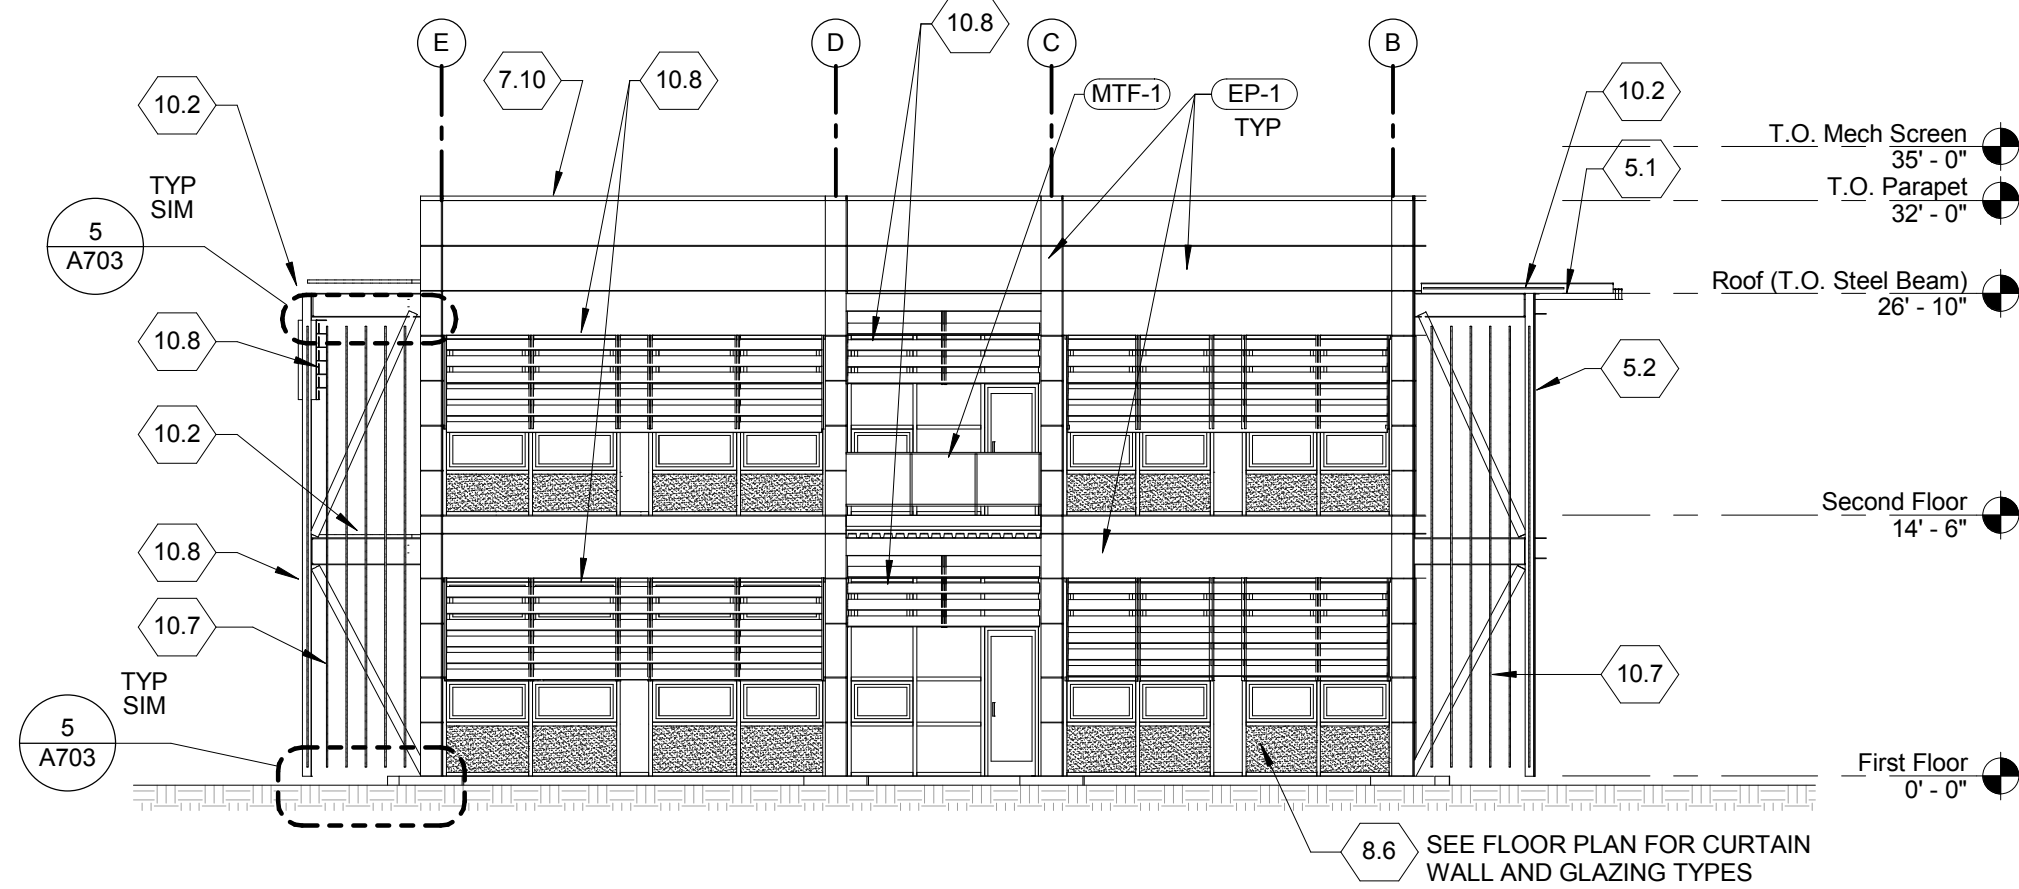 10.8
E
D
C
B
7.10
10.8
MTF-1
EP-1
TYP
10.2
10.2
T.O. Mech Screen
35' - 0"
5.1
T.O. Parapet
32' - 0"
TYP
SIM
5
A703
Roof (T.O. Steel Beam)
26' - 10"
10.8
5.2
10.2
Second Floor
14' - 6"
10.8
10.7
10.7
TYP
SIM
5
A703
First Floor
0' - 0"
8.6
SEE FLOOR PLAN FOR CURTAIN
WALL AND GLAZING TYPES